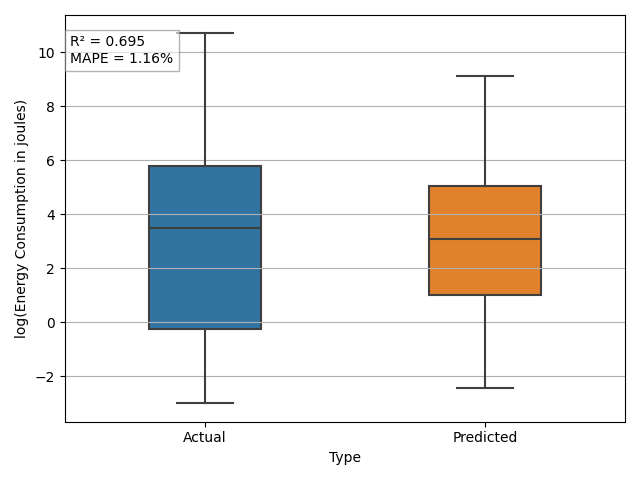 R² = 0.695
MAPE = 1.16%
log(Energy Consumption in joules)
10
8
6
4
2
0
−2
Actual
Predicted
Type